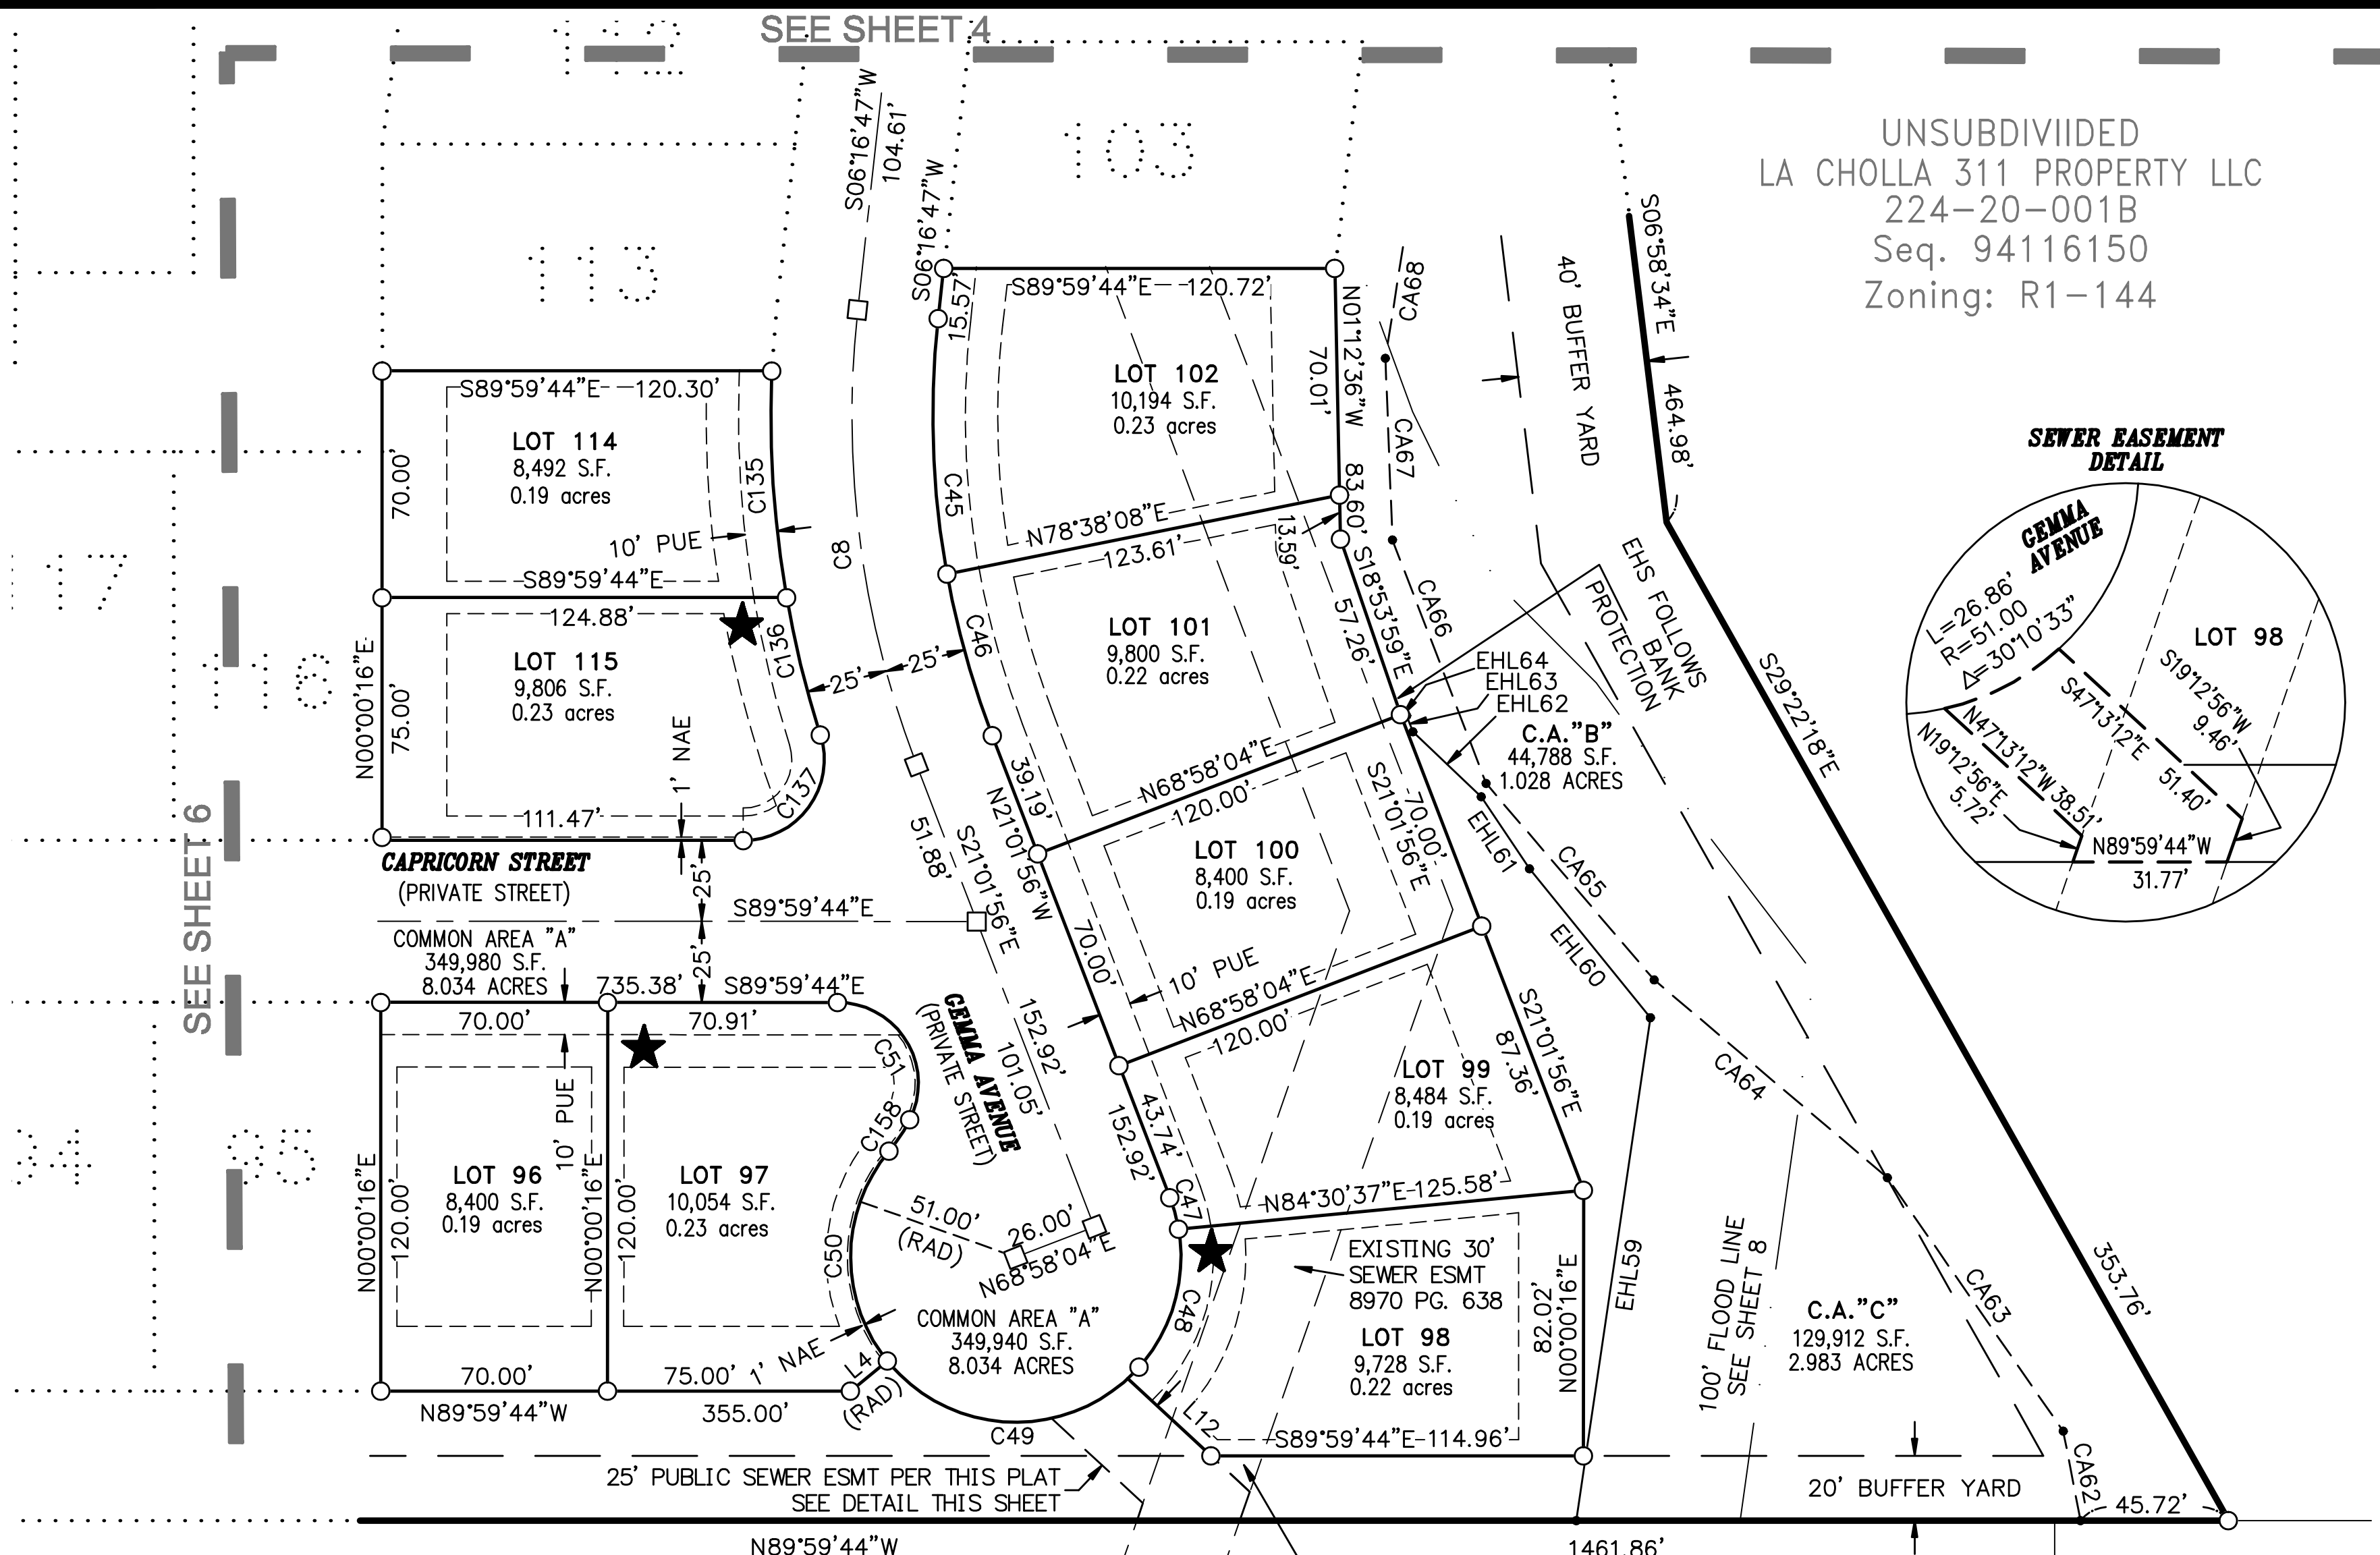 SEE SHEET 4
112
S06°16'47"W
104.61'
103
UNSUBDIVIIDED
LA CHOLLA 311 PROPERTY LLC
224-20-001B
Seq. 94116150
Zoning: R1-144
113
S06°16'47"W
15.57'
S89°59'44"E 120.72'
N01°12'36"W
70.01'
83.60'
CA68
40' BUFFER YARD
S06°58'34"E
464.98'
LOT 102
10,194 S.F.
0.23 acres
CA67
S89°59'44"E 120.30'
LOT 114
8,492 S.F.
0.19 acres
70.00'
C135
10' PUE
S89°59'44"E
C8
C45
N78°38'08"E
123.61'
13.59'
SEWER EASEMENT
DETAIL
GEMMA
AVENUE
L=26.86'
R=51.00
△=30°10'33"
LOT 98
S19°12'56"W
9.46'
S47°13'12"E
51.40'
N47°13'12"W 38.51'
N19°12'56"E
5.72'
N89°59'44"W
31.77'
117
116
124.88'
LOT 115
9,806 S.F.
0.23 acres
N00°00'16"E
75.00'
C136
C137
1' NAE
111.47'
25'
25'
C46
LOT 101
9,800 S.F.
0.22 acres
S18°53'59"E
57.26'
CA66
EHS FOLLOWS
BANK
PROTECTION
EHL64
EHL63
EHL62
C.A."B"
44,788 S.F.
1.028 ACRES
S29°22'18"E
353.76'
39.19'
N21°01'56"W
N68°58'04"E
120.00'
LOT 100
8,400 S.F.
0.19 acres
S21°01'56"E
70.00'
EHL61
CA65
EHL60
SEE SHEET 6
CAPRICORN STREET
(PRIVATE STREET)
25'
S89°59'44"E
51.88'
S21°01'56"E
COMMON AREA "A"
349,980 S.F.
8.034 ACRES
25'
735.38'
S89°59'44"E
70.00'
70.91'
GEMMA AVENUE
(PRIVATE STREET)
152.92'
101.05'
70.00'
10' PUE
N68°58'04"E
120.00'
S21°01'56"E
87.36'
CA64
LOT 99
8,484 S.F.
0.19 acres
43.74'
152.92'
C47
N84°30'37"E 125.58'
34
95
N00°00'16"E
120.00'
LOT 96
8,400 S.F.
0.19 acres
10' PUE
N00°00'16"E
120.00'
LOT 97
10,054 S.F.
0.23 acres
C51
C158
C50
51.00'
(RAD)
26.00'
N68°58'04"E
COMMON AREA "A"
349,940 S.F.
8.034 ACRES
C48
EXISTING 30'
SEWER ESMT
8970 PG. 638
LOT 98
9,728 S.F.
0.22 acres
82.02'
N00°00'16"E
EHL59
100' FLOOD LINE
SEE SHEET 8
C.A."C"
129,912 S.F.
2.983 ACRES
CA63
70.00'
75.00'
1' NAE
L4
(RAD)
N89°59'44"W
355.00'
C49
L12
S89°59'44"E 114.96'
25' PUBLIC SEWER ESMT PER THIS PLAT
SEE DETAIL THIS SHEET
20' BUFFER YARD
CA62
45.72'
N89°59'44"W
1461.86'